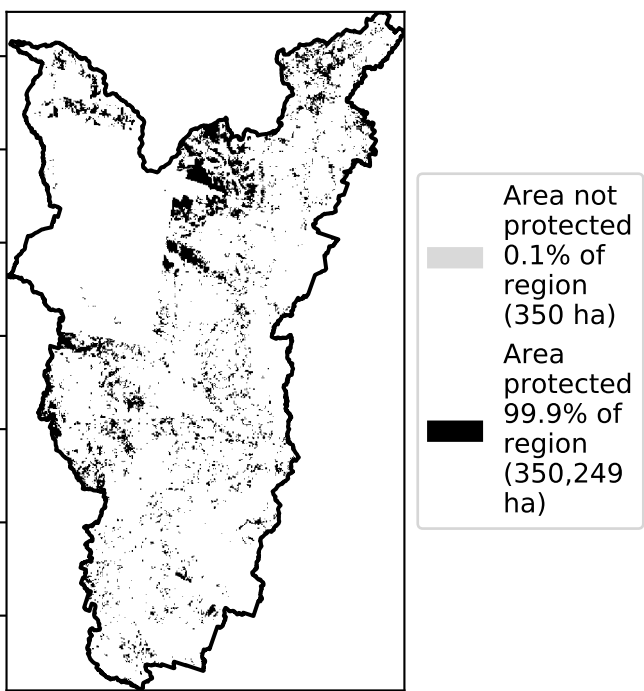 Area not
protected
0.1% of
region
(350 ha)
Area
protected
99.9% of
region
(350,249
ha)